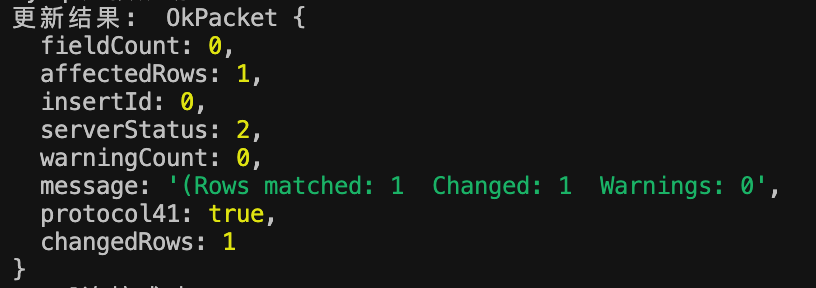 更新结果: OkPacket {
  fieldCount: 0,
  affectedRows: 1,
  insertId: 0,
  serverStatus: 2,
  warningCount: 0,
  message: '(Rows matched: 1  Changed: 1  Warnings: 0',
  protocol41: true,
  changedRows: 1
}